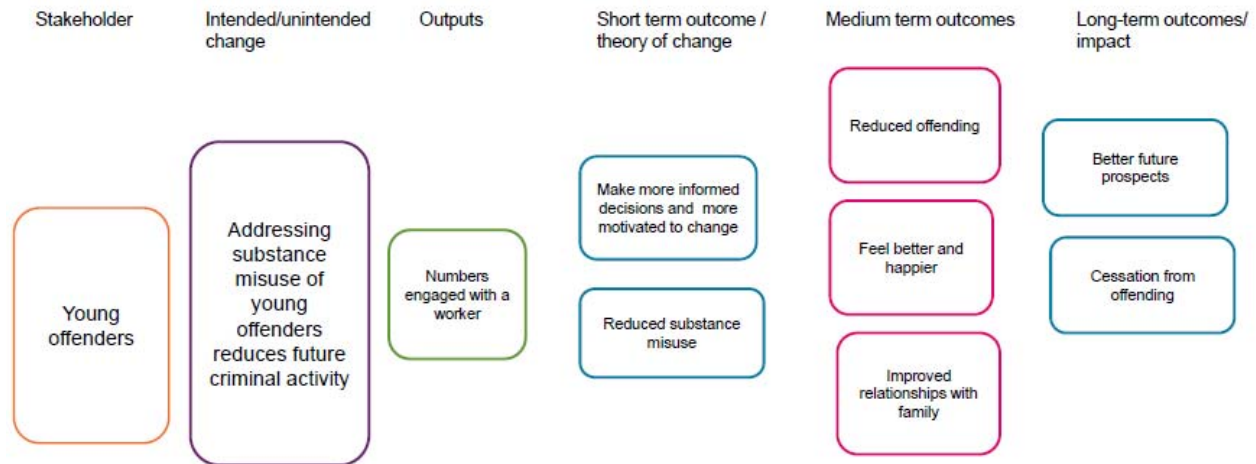 Stakeholder
Intended/unintended
change
Outputs
Short term outcome /
theory of change
Medium term outcomes
Long-term outcomes/
impact
Young
offenders
Addressing
substance
misuse of
young
offenders
reduces future
criminal activity
Numbers
engaged with a
worker
Make more informed
decisions and more
motivated to change
Reduced substance
misuse
Reduced offending
Feel better and
happier
Improved
relationships with
family
Better future
prospects
Cessation from
offending